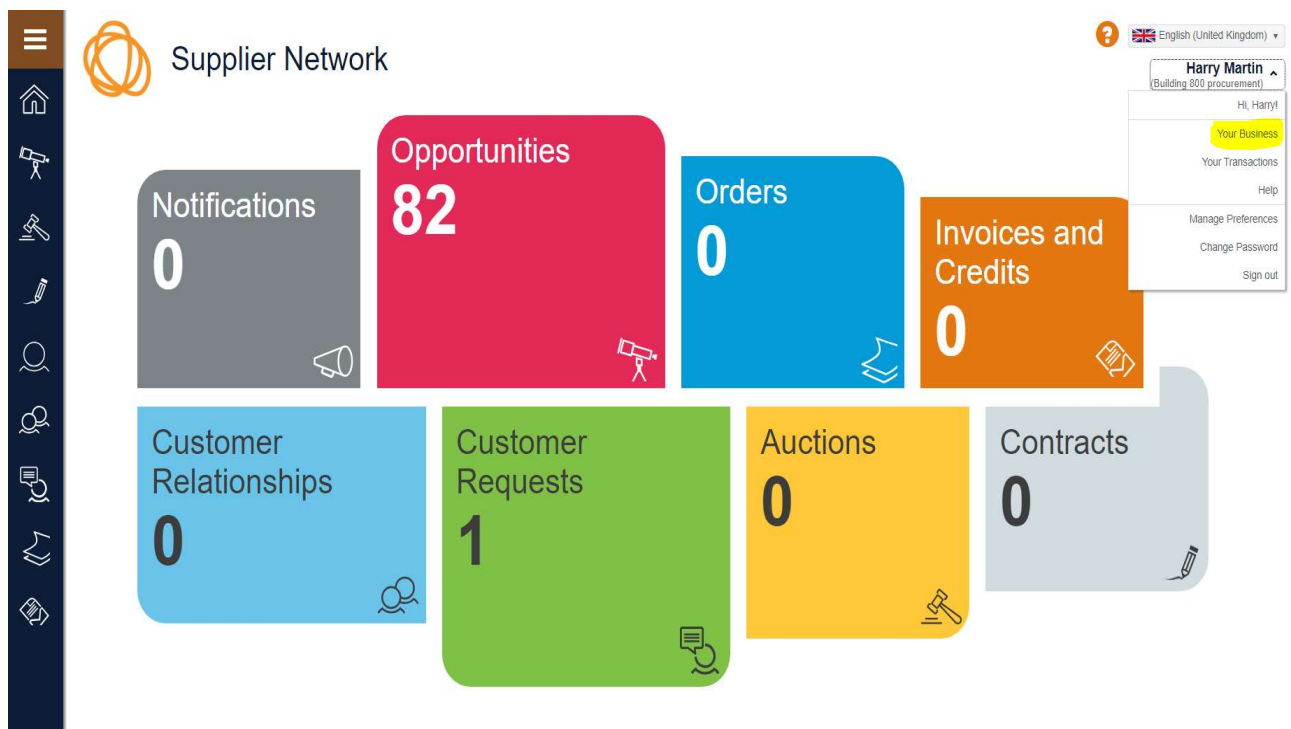 Supplier Network
?
English (United Kingdom)
Harry Martin
(Building 800 procurement)
Hi, Harry!
Your Business
Your Transactions
Help
Manage Preferences
Change Password
Sign out
Notifications
0
Opportunities
82
Orders
0
Invoices and
Credits
0
Customer
Relationships
0
Customer
Requests
1
Auctions
0
Contracts
0